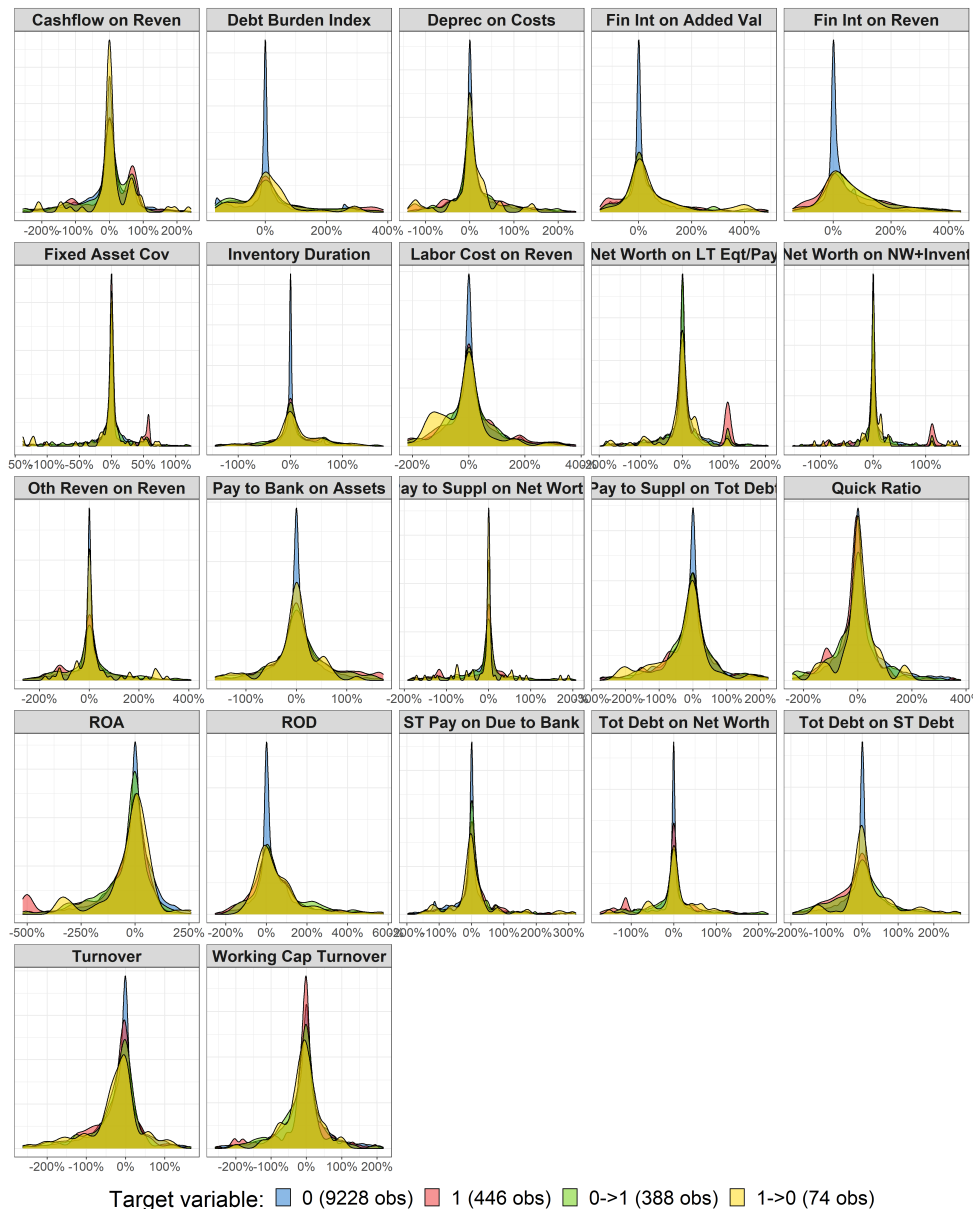 Cashflow on Reven Debt Burden Index Deprec on Costs Fin Int on Added Val Fin Int on Reven
-200% -100% 0% 100% 200% 0% 200% 400% -100% 0% 100% 200% 0% 200% 400% 0% 200% 400%
Fixed Asset Cov Inventory Duration Labor Cost on Reven Net Worth on LT Eqt/Pay Net Worth on NW+Invent
50% -100% -50% 0% 50% 100% -100% 0% 100% -200% 0% 200% 400% -200% -100% 0% 100% 200% -100% 0% 100%
Oth Reven on Reven Pay to Bank on Assets ay to Suppl on Net Wort Pay to Suppl on Tot Debt Quick Ratio
-200% 0% 200% 400% -100% 0% 100% -200% -100% 0% 100% 200% -100% 0% 100% 200% -200% 0% 200% 400%
ROA ROD ST Pay on Due to Bank Tot Debt on Net Worth Tot Debt on ST Debt
-500% -250% 0% 250% -200% 0% 200% 400% 600% -100% 0% 100% 200% 300% -100% 0% 100% 200% -200% -100% 0% 100% 200%
Turnover Working Cap Turnover
-200% -100% 0% 100% -200% -100% 0% 100% 200%
Target variable: 0 (9228 obs) 1 (446 obs) 0->1 (388 obs) 1->0 (74 obs)